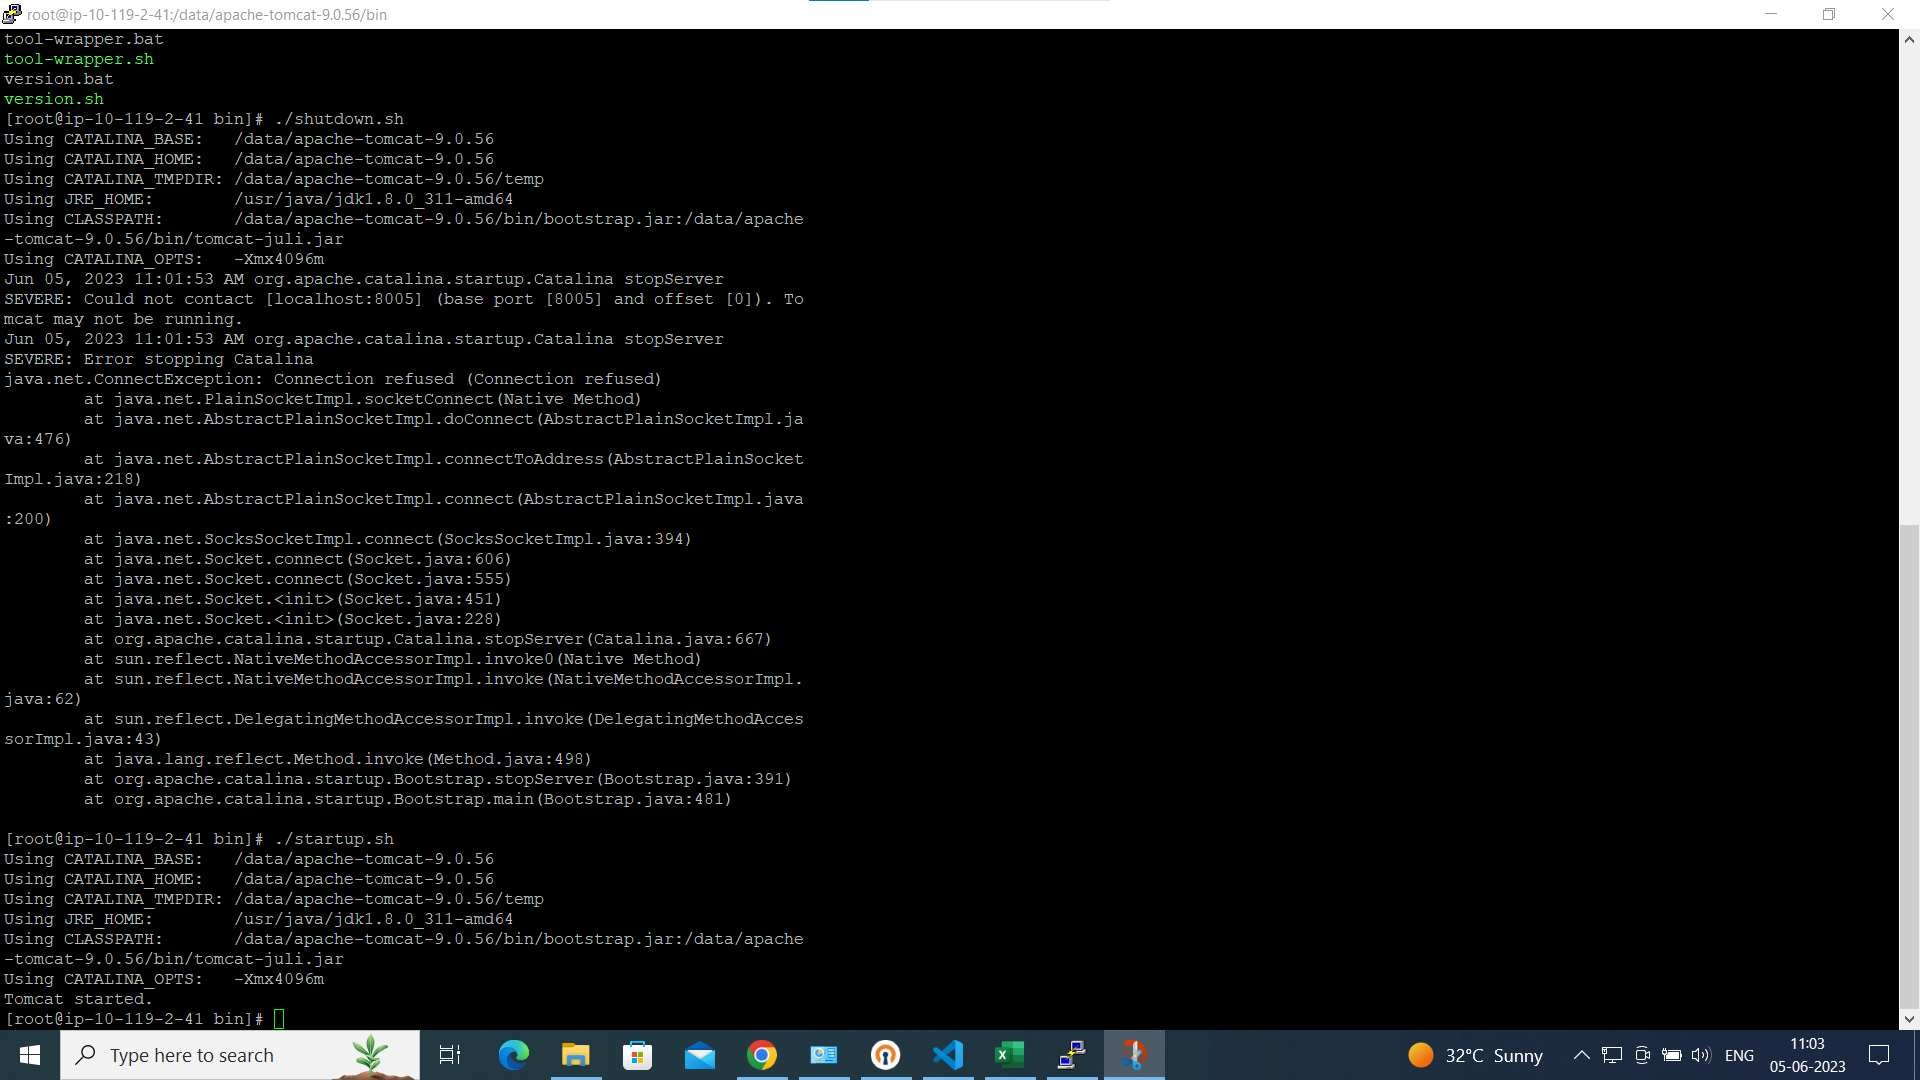 root@ip-10-119-2-41:/data/apache-tomcat-9.0.56/bin
tool-wrapper.bat
tool-wrapper.sh
version.bat
version.sh
[root@ip-10-119-2-41 bin]# ./shutdown.sh
Using CATALINA_BASE:   /data/apache-tomcat-9.0.56
Using CATALINA_HOME:   /data/apache-tomcat-9.0.56
Using CATALINA_TMPDIR: /data/apache-tomcat-9.0.56/temp
Using JRE_HOME:        /usr/java/jdk1.8.0_311-amd64
Using CLASSPATH:       /data/apache-tomcat-9.0.56/bin/bootstrap.jar:/data/apache
-tomcat-9.0.56/bin/tomcat-juli.jar
Using CATALINA_OPTS:   -Xmx4096m
Jun 05, 2023 11:01:53 AM org.apache.catalina.startup.Catalina stopServer
SEVERE: Could not contact [localhost:8005] (base port [8005] and offset [0]). To
mcat may not be running.
Jun 05, 2023 11:01:53 AM org.apache.catalina.startup.Catalina stopServer
SEVERE: Error stopping Catalina
java.net.ConnectException: Connection refused (Connection refused)
        at java.net.PlainSocketImpl.socketConnect(Native Method)
        at java.net.AbstractPlainSocketImpl.doConnect(AbstractPlainSocketImpl.ja
va:476)
        at java.net.AbstractPlainSocketImpl.connectToAddress(AbstractPlainSocket
Impl.java:218)
        at java.net.AbstractPlainSocketImpl.connect(AbstractPlainSocketImpl.java
:200)
        at java.net.SocksSocketImpl.connect(SocksSocketImpl.java:394)
        at java.net.Socket.connect(Socket.java:606)
        at java.net.Socket.connect(Socket.java:555)
        at java.net.Socket.<init>(Socket.java:451)
        at java.net.Socket.<init>(Socket.java:228)
        at org.apache.catalina.startup.Catalina.stopServer(Catalina.java:667)
        at sun.reflect.NativeMethodAccessorImpl.invoke0(Native Method)
        at sun.reflect.NativeMethodAccessorImpl.invoke(NativeMethodAccessorImpl.
java:62)
        at sun.reflect.DelegatingMethodAccessorImpl.invoke(DelegatingMethodAcces
sorImpl.java:43)
        at java.lang.reflect.Method.invoke(Method.java:498)
        at org.apache.catalina.startup.Bootstrap.stopServer(Bootstrap.java:391)
        at org.apache.catalina.startup.Bootstrap.main(Bootstrap.java:481)
[root@ip-10-119-2-41 bin]# ./startup.sh
Using CATALINA_BASE:   /data/apache-tomcat-9.0.56
Using CATALINA_HOME:   /data/apache-tomcat-9.0.56
Using CATALINA_TMPDIR: /data/apache-tomcat-9.0.56/temp
Using JRE_HOME:        /usr/java/jdk1.8.0_311-amd64
Using CLASSPATH:       /data/apache-tomcat-9.0.56/bin/bootstrap.jar:/data/apache
-tomcat-9.0.56/bin/tomcat-juli.jar
Using CATALINA_OPTS:   -Xmx4096m
Tomcat started.
[root@ip-10-119-2-41 bin]#
Type here to search
32°C Sunny
ENG
11:03
05-06-2023